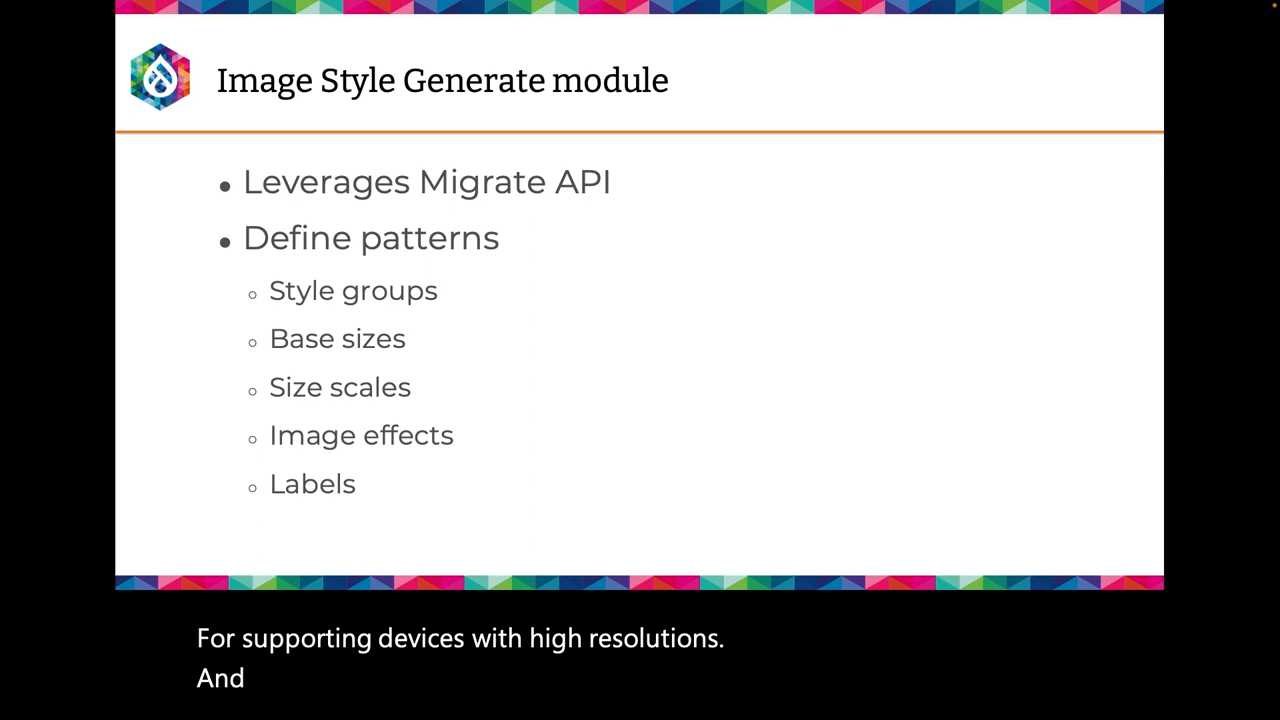 Image Style Generate module
● Leverages Migrate API
● Define patterns
○ Style groups
○ Base sizes
○ Size scales
○ Image effects
○ Labels
For supporting devices with high resolutions.
And